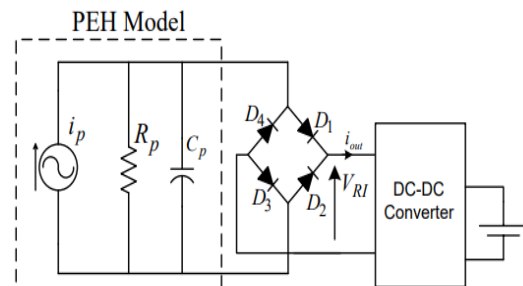 PEH Model
i_p
R_p
C_p
D_4
D_1
D_3
D_2
i_out
V_RI
DC-DC
Converter